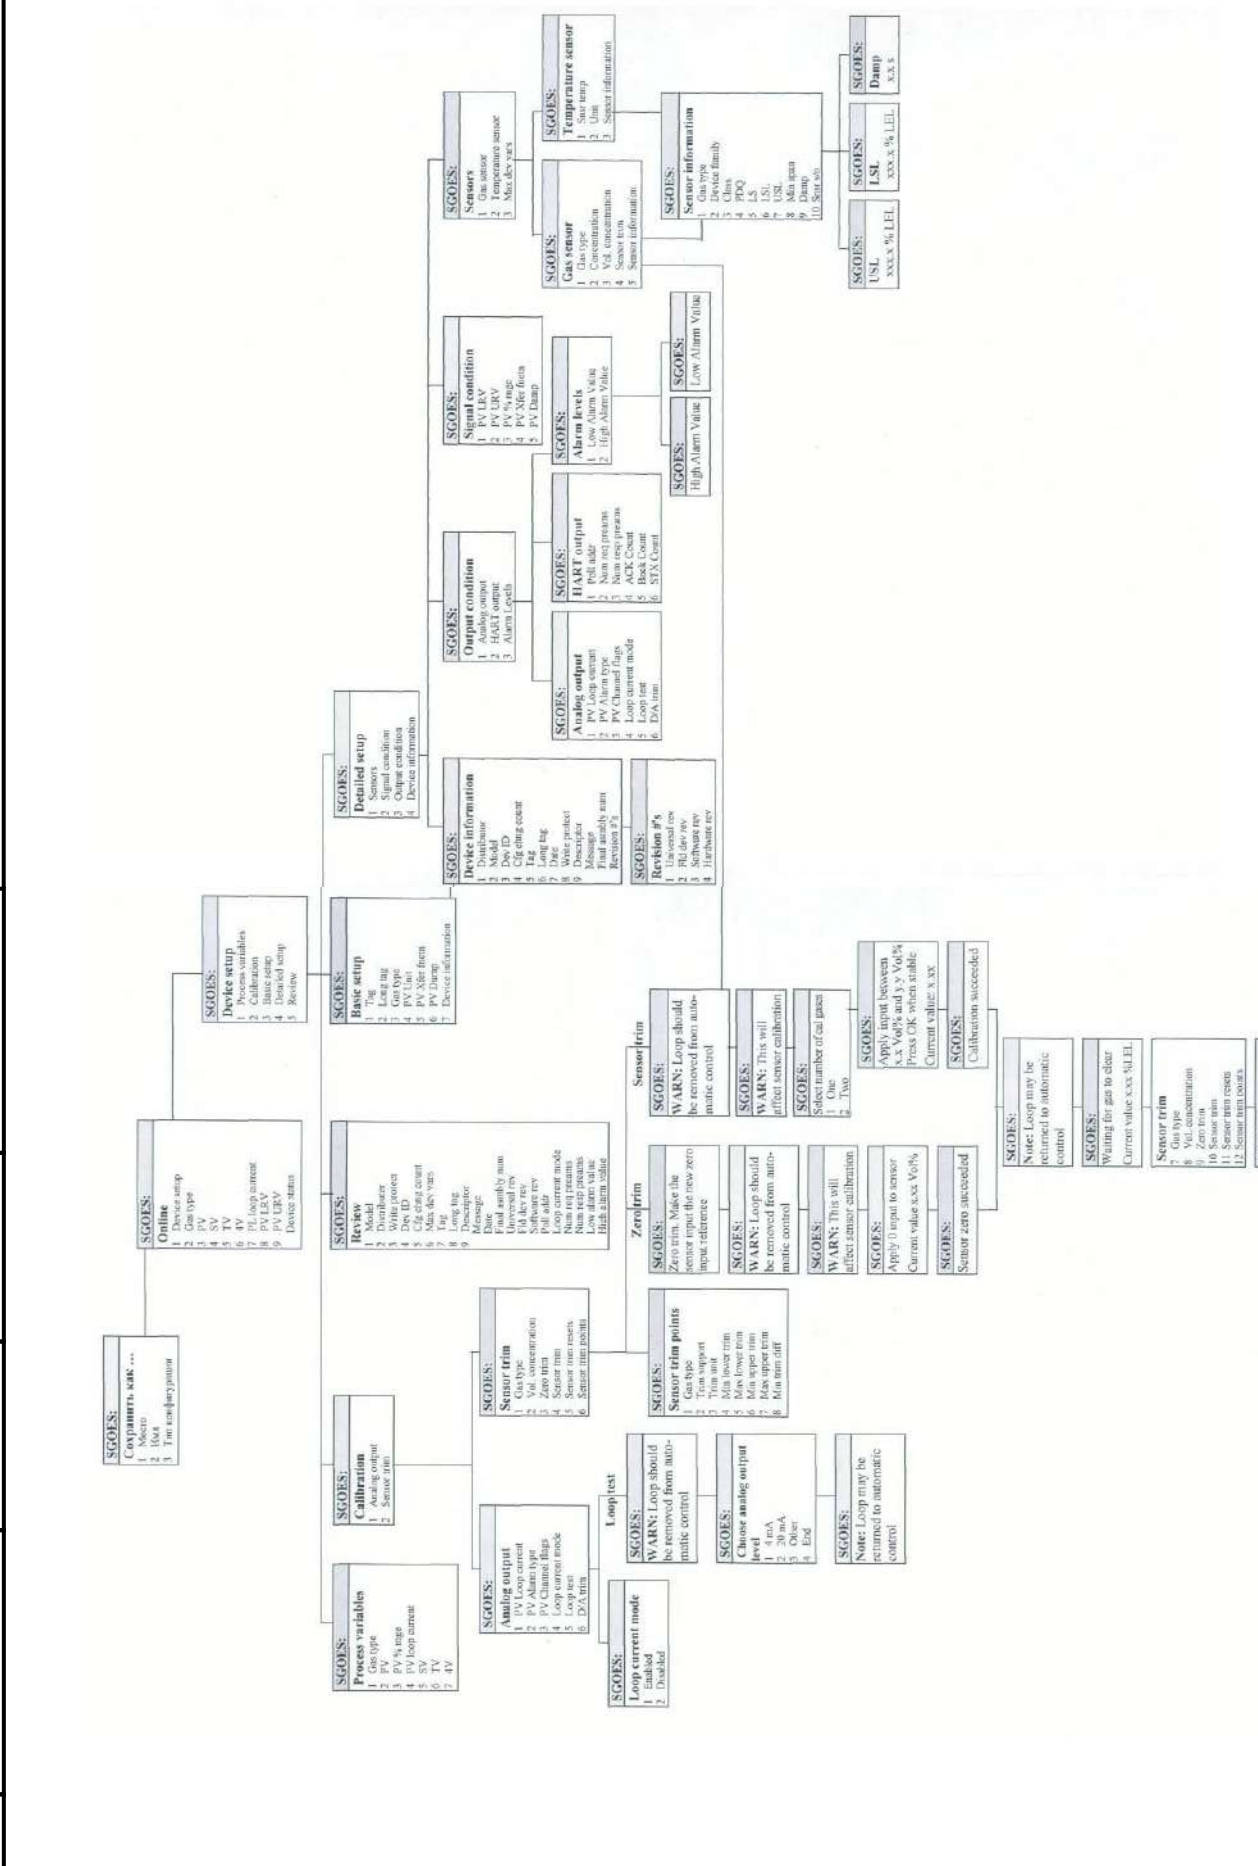 SGOES:
Сохранить как ...
1 Место
2 Имя
3 Тип конфигурации
SGOES:
Online
1 Device setup
2 Gas type
3 PV
4 SV
5 TV
6 4V
7 PL loop current
8 PV LRV
9 PV URV
Device status
SGOES:
Device setup
1 Process variables
2 Calibration
3 Basic setup
4 Detailed setup
5 Review
SGOES:
Process variables
1 Gas type
2 PV
3 PV % rnge
4 PV loop current
5 SV
6 TV
7 4V
SGOES:
Calibration
1 Analog output
2 Sensor trim
SGOES:
Review
1 Model
2 Distributer
3 Write protect
4 Dev ID
5 Cfg chng count
6 Max dev vars
7 Tag
8 Long tag
9 Descriptor
Message
Date
Final asmbly num
Universal rev
Fld dev rev
Software rev
Poll addr
Loop current mode
Num req preams
Num resp preams
Low alarm value
High alarm value
SGOES:
Basic setup
1 Tag
2 Long tag
3 Gas type
4 PV Unit
5 PV Xfer fnctn
6 PV Damp
7 Device information
SGOES:
Detailed setup
1 Sensors
2 Signal condition
3 Output condition
4 Device information
SGOES:
Analog output
1 PV Loop current
2 PV Alarm type
3 PV Channel flags
4 Loop current mode
5 Loop test
6 D/A trim
SGOES:
Sensor trim
1 Gas type
2 Vol. concentration
3 Zero trim
4 Sensor trim
5 Sensor trim resets
6 Sensor trim points
SGOES:
Device information
1 Distributor
2 Model
3 Dev ID
4 Cfg chng count
5 Tag
6 Long tag
7 Date
8 Write protect
9 Descriptor
Message
Final asmbly num
Revision #'s
SGOES:
Output condition
1 Analog output
2 HART output
3 Alarm Levels
SGOES:
Signal condition
1 PV LRV
2 PV URV
3 PV % rnge
4 PV Xfer fnctn
5 PV Damp
SGOES:
Sensors
1 Gas sensor
2 Temperature sensor
3 Max dev vars
SGOES:
Loop current mode
1 Enabled
2 Disabled
Loop test
SGOES:
WARN: Loop should
be removed from auto-
matic control
SGOES:
Choose analog output
level
1 4 mA
2 20 mA
3 Other
4 End
SGOES:
Note: Loop may be
returned to automatic
control
SGOES:
Sensor trim points
1 Gas type
2 Trim support
3 Trim unit
4 Min lower trim
5 Max lower trim
6 Min upper trim
7 Max upper trim
8 Min trim diff
Zero trim
SGOES:
Zero trim. Make the
sensor input the new zero
input reference
SGOES:
WARN: Loop should
be removed from auto-
matic control
SGOES:
WARN: This will
affect sensor calibration
SGOES:
Apply 0 input to sensor
Current value x.xx Vol%
SGOES:
Sensor zero succeeded
Sensor trim
SGOES:
WARN: Loop should
be removed from auto-
matic control
SGOES:
WARN: This will
affect sensor calibration
SGOES:
Select number of cal gases
1 One
2 Two
SGOES:
Apply input between
x.x Vol% and y.y Vol%
Press OK when stable
Current value: x.xx
SGOES:
Calibration succeeded
SGOES:
Note: Loop may be
returned to automatic
control
SGOES:
Waiting for gas to clear
Current value x.xx %LEL
Sensor trim
7 Gas type
8 Vol. concentration
9 Zero trim
10 Sensor trim
11 Sensor trim resets
12 Sensor trim points
SGOES:
Revision #'s
1 Universal rev
2 Fld dev rev
3 Software rev
4 Hardware rev
SGOES:
Analog output
1 PV Loop current
2 PV Alarm type
3 PV Channel flags
4 Loop current mode
5 Loop test
6 D/A trim
SGOES:
HART output
1 Poll addr
2 Num req preams
3 Num resp preams
4 ACK Count
5 Back Count
6 STX Count
SGOES:
Alarm levels
1 Low Alarm Value
2 High Alarm Value
SGOES:
High Alarm Value
SGOES:
Low Alarm Value
SGOES:
Gas sensor
1 Gas type
2 Concentration
3 Vol. concentration
4 Sensor trim
5 Sensor information
SGOES:
Temperature sensor
1 Snsr temp
2 Unit
3 Sensor information
SGOES:
Sensor information
1 Gas type
2 Device family
3 Class
4 PDQ
5 LS
6 LSL
7 USL
8 Min span
9 Damp
10 Snsr s/n
SGOES:
USL
xxx.x % LEL
SGOES:
LSL
xxx.x % LEL
SGOES:
Damp
x.x s